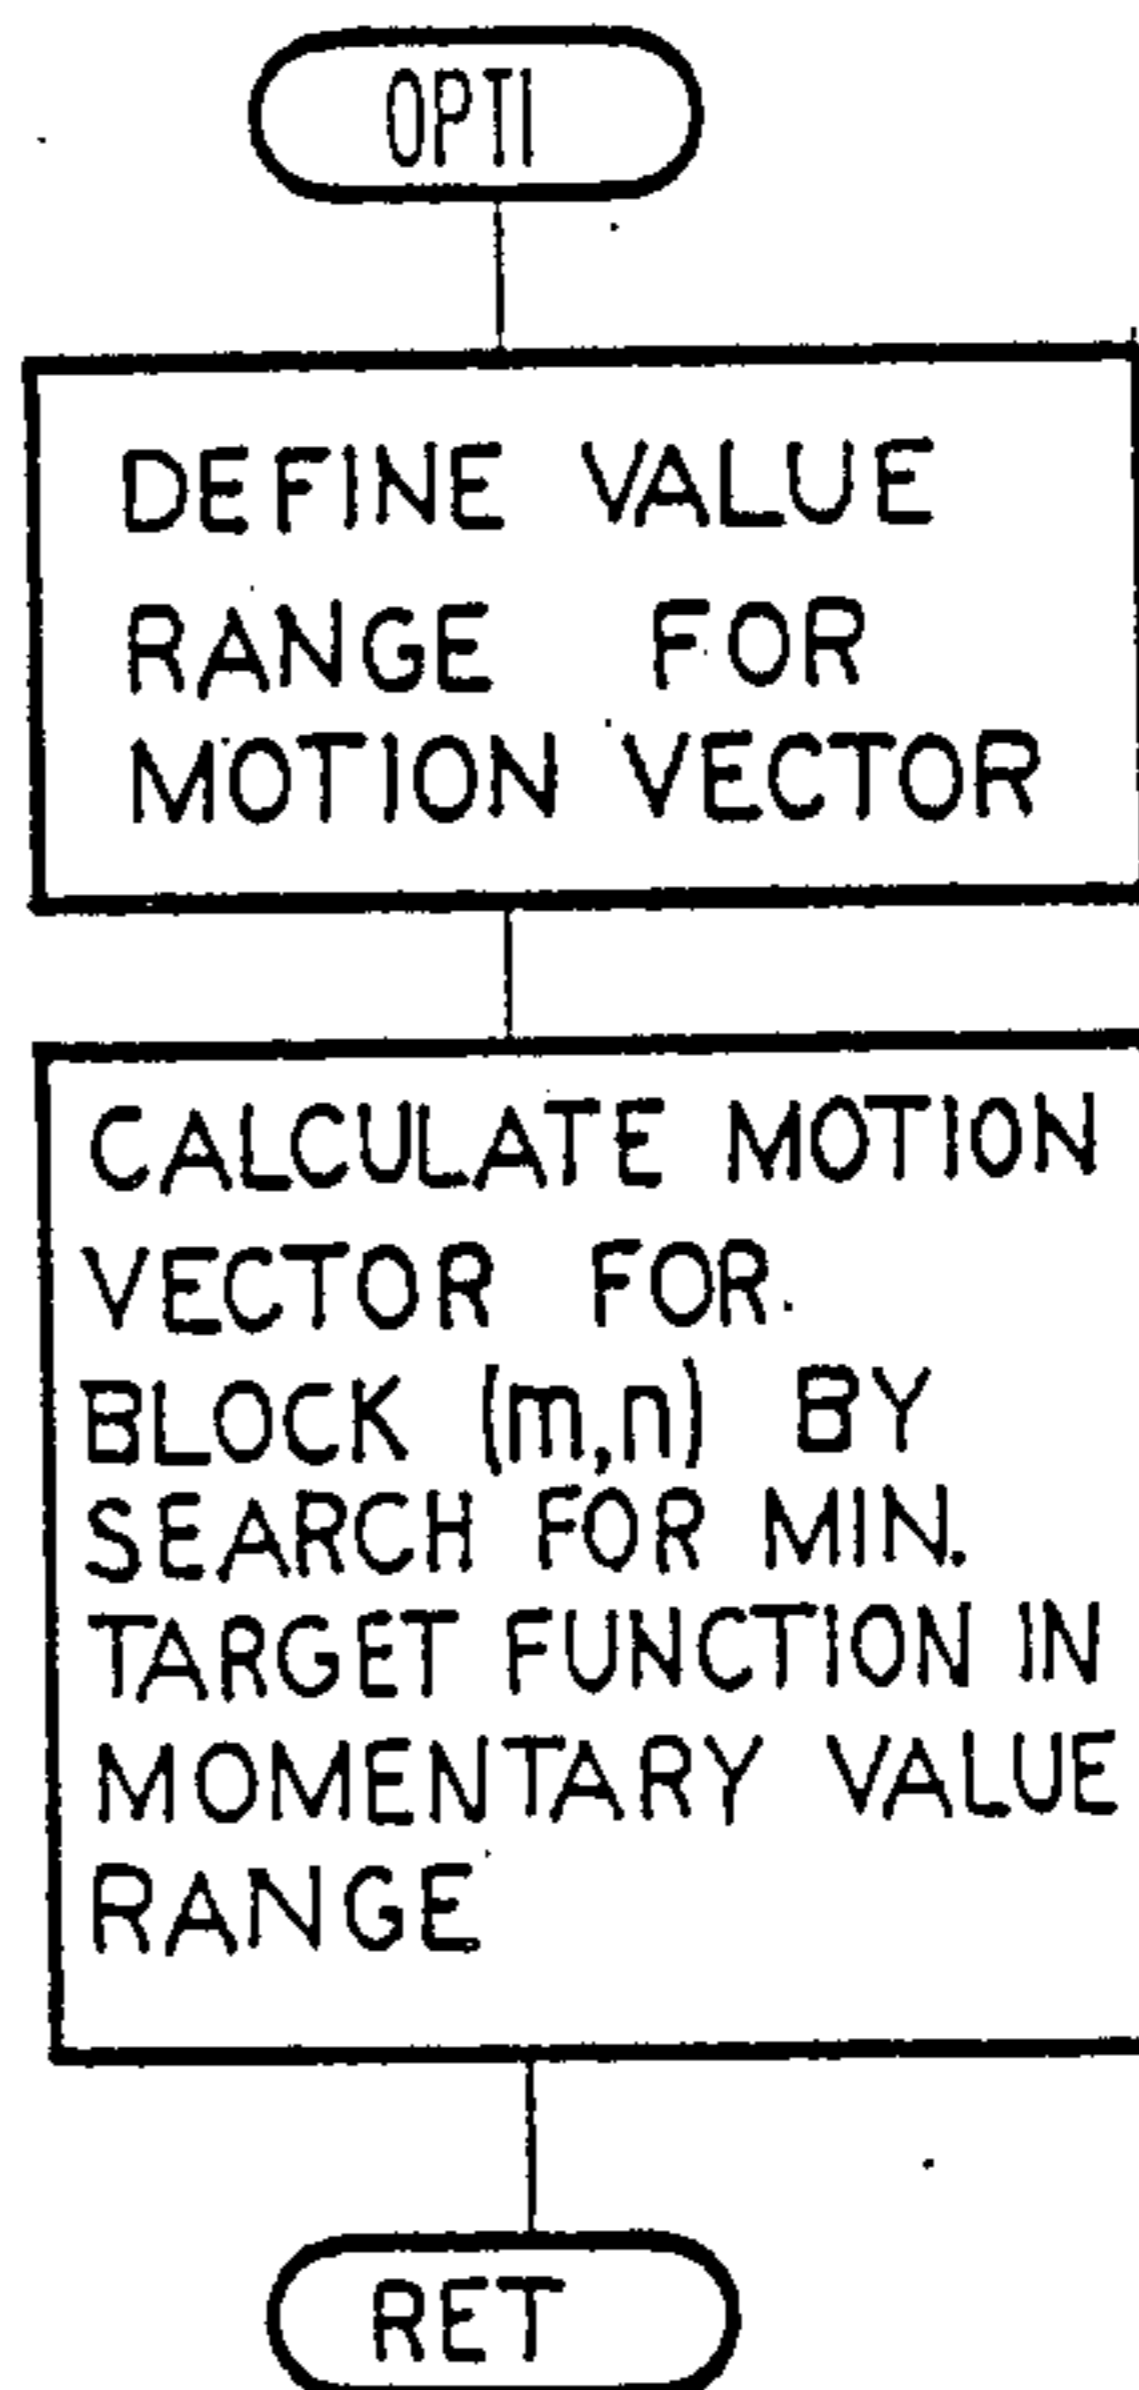 OPTI
DEFINE VALUE
RANGE FOR
MOTION VECTOR
CALCULATE MOTION
VECTOR FOR
BLOCK (m,n) BY
SEARCH FOR MIN.
TARGET FUNCTION IN
MOMENTARY VALUE
RANGE
RET